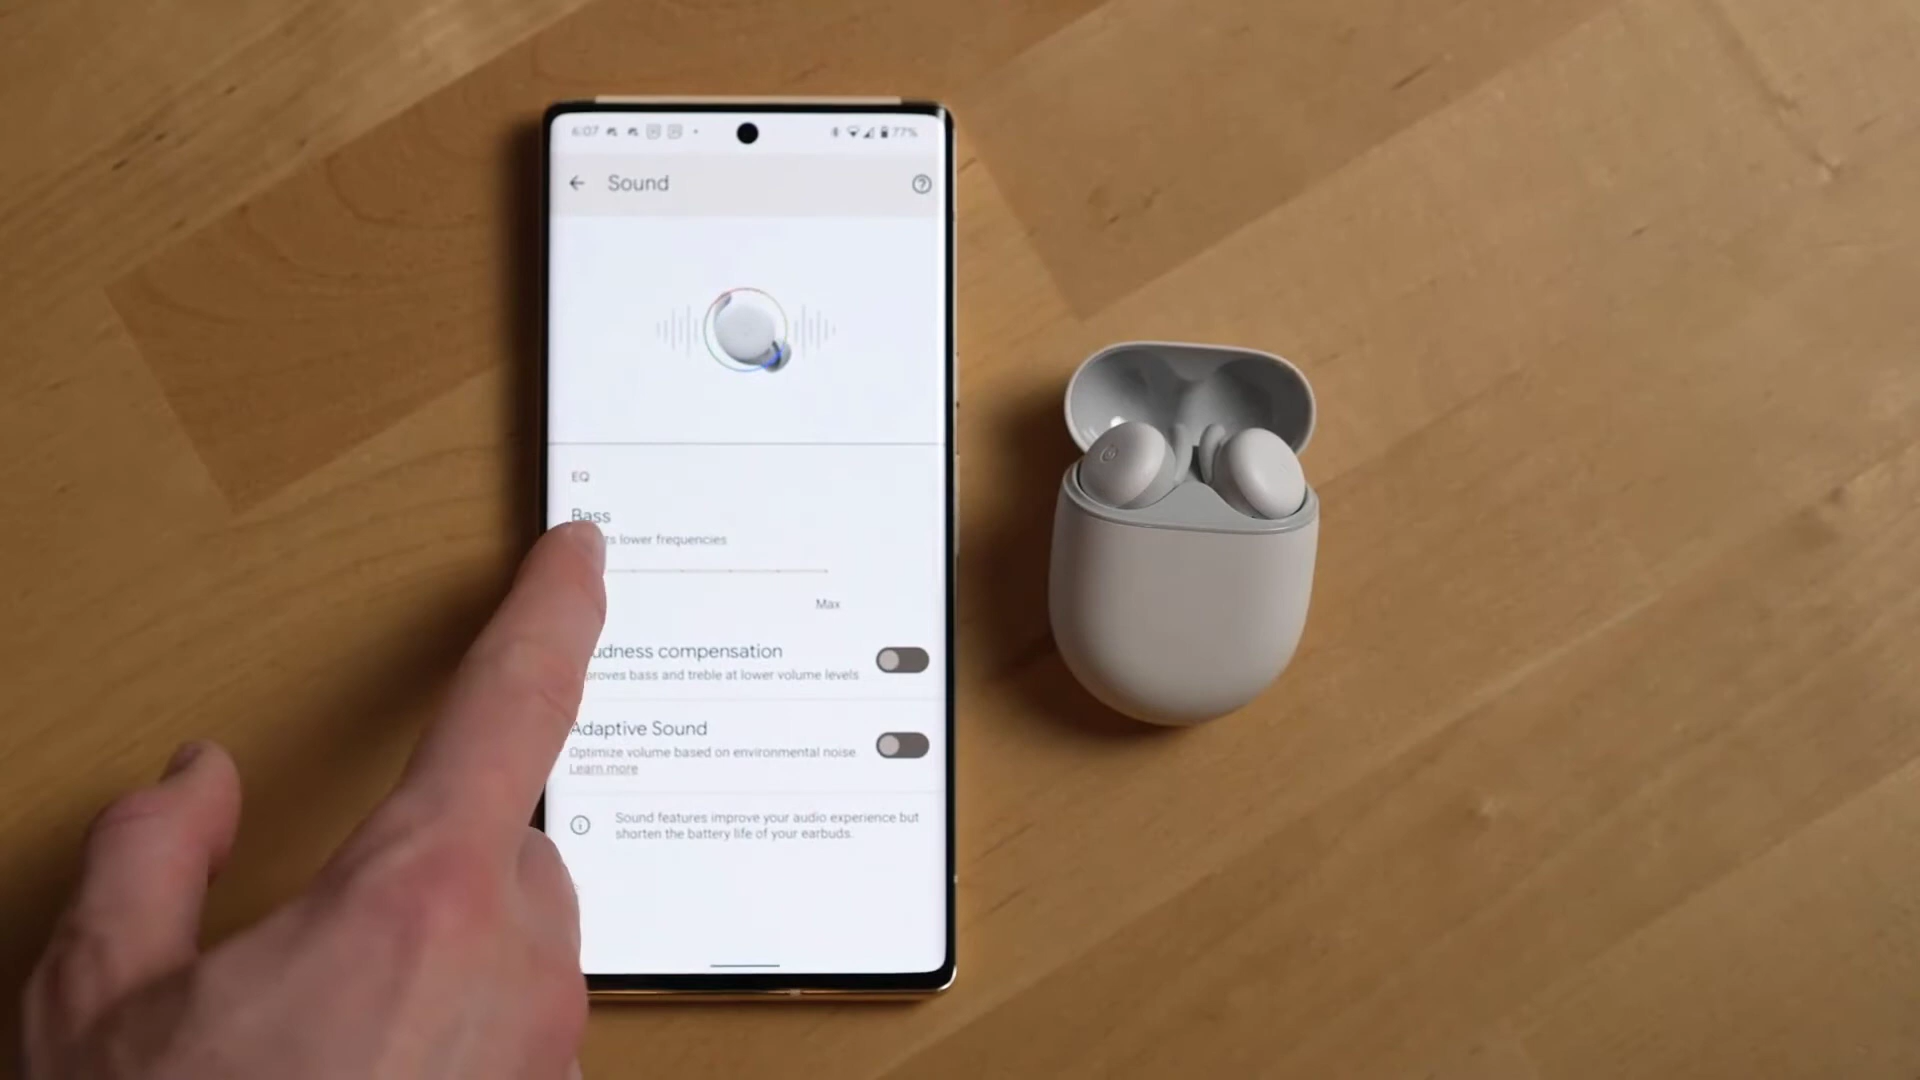 6:07
77%
Sound
EQ
Bass
lower frequencies
Max
compensation
bass and treble at lower volume levels
Adaptive Sound
Optimize volume based on environmental noise.
Learn more
Sound features improve your audio experience but
shorten the battery life of your earbuds.